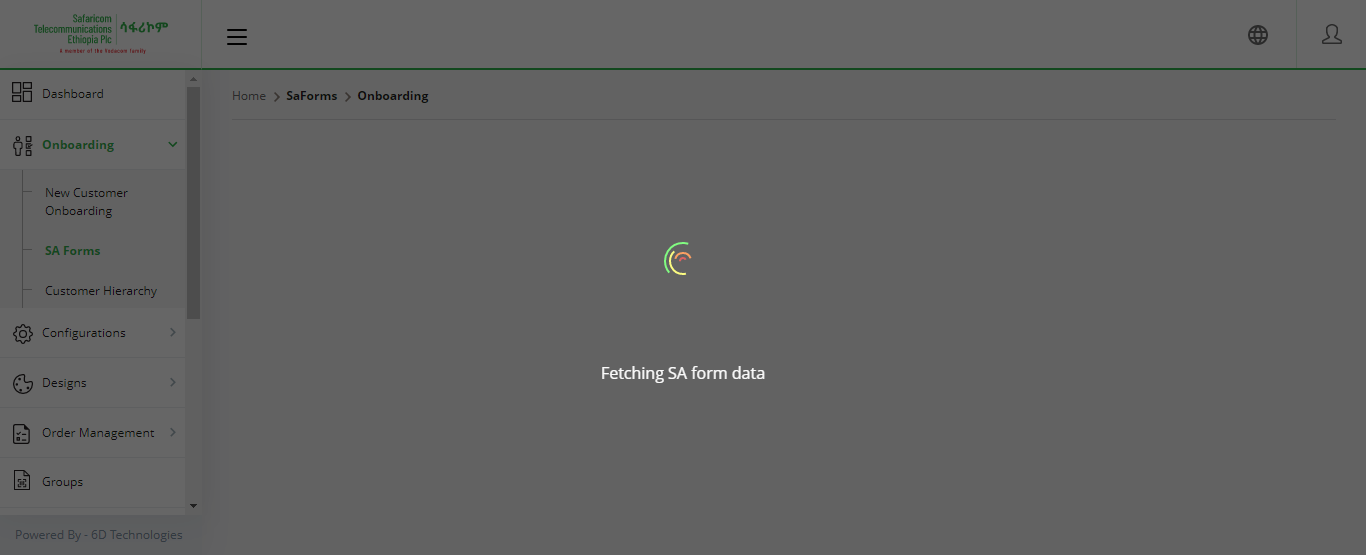 Safaricom
Telecommunications
Ethiopia Plc
ሳፋሪኮም
A member of the Vodacom family
Home > SaForms > Onboarding
Dashboard
Onboarding
New Customer
Onboarding
SA Forms
Customer Hierarchy
Configurations
Designs
Order Management
Groups
Fetching SA form data
Powered By - 6D Technologies